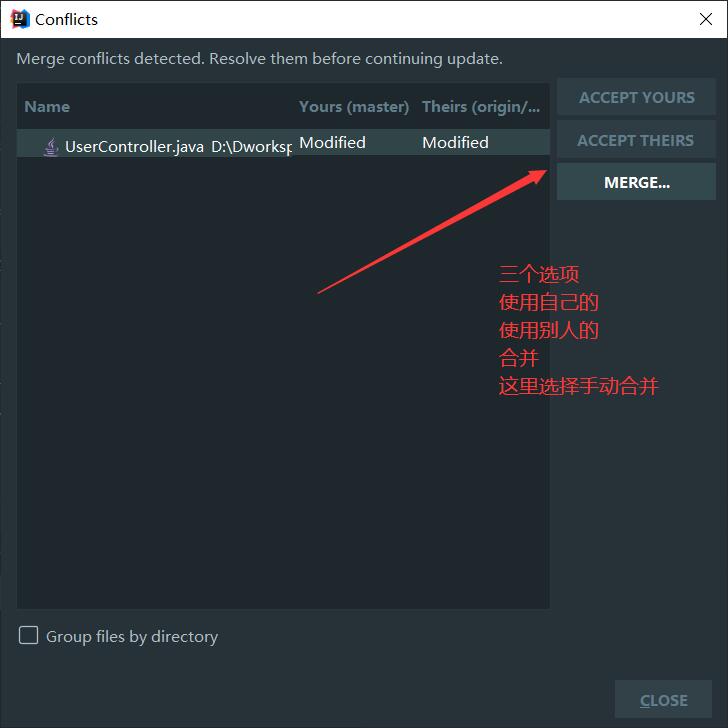 Conflicts
Merge conflicts detected. Resolve them before continuing update.
Name Yours (master) Theirs (origin/...
UserController.java D:\Dworksp Modified Modified
ACCEPT YOURS
ACCEPT THEIRS
MERGE...
三个选项
使用自己的
使用别人的
合并
这里选择手动合并
Group files by directory
CLOSE